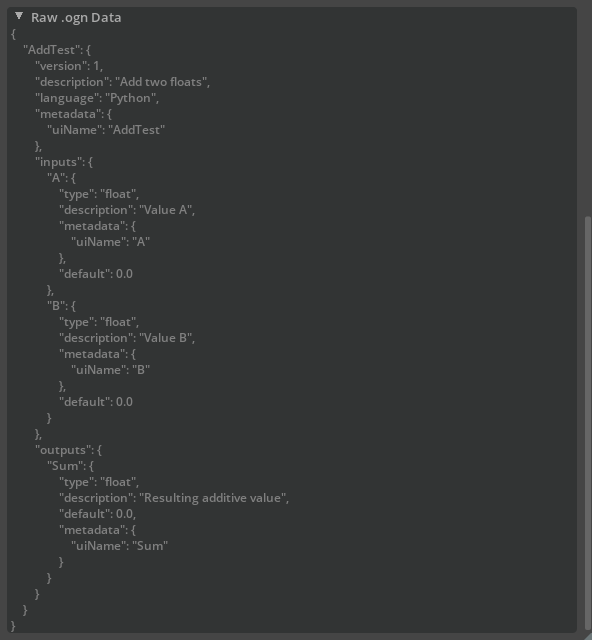 ▼ Raw .ogn Data
{
"AddTest": {
"version": 1,
"description": "Add two floats",
"language": "Python",
"metadata": {
"uiName": "AddTest"
},
"inputs": {
"A": {
"type": "float",
"description": "Value A",
"metadata": {
"uiName": "A"
},
"default": 0.0
},
"B": {
"type": "float",
"description": "Value B",
"metadata": {
"uiName": "B"
},
"default": 0.0
}
},
"outputs": {
"Sum": {
"type": "float",
"description": "Resulting additive value",
"default": 0.0,
"metadata": {
"uiName": "Sum"
}
}
}
}
}